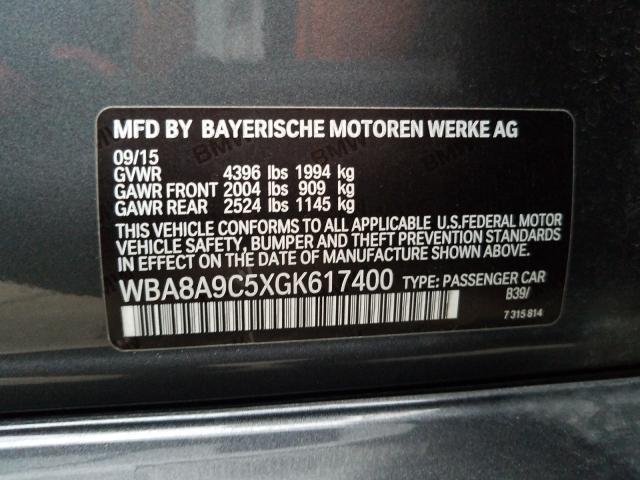 MFD BY BAYERISCHE MOTOREN WERKE AG
09/15
GVWR 4396 lbs 1994 kg
GAWR FRONT 2004 lbs 909 kg
GAWR REAR 2524 lbs 1145 kg
THIS VEHICLE CONFORMS TO ALL APPLICABLE U.S.FEDERAL MOTOR
VEHICLE SAFETY, BUMPER AND THEFT PREVENTION STANDARDS
IN EFFECT ON THE DATE OF MANUFACTURE SHOWN ABOVE.
WBA8A9C5XGK617400 TYPE: PASSENGER CAR
B39/
7 315 814